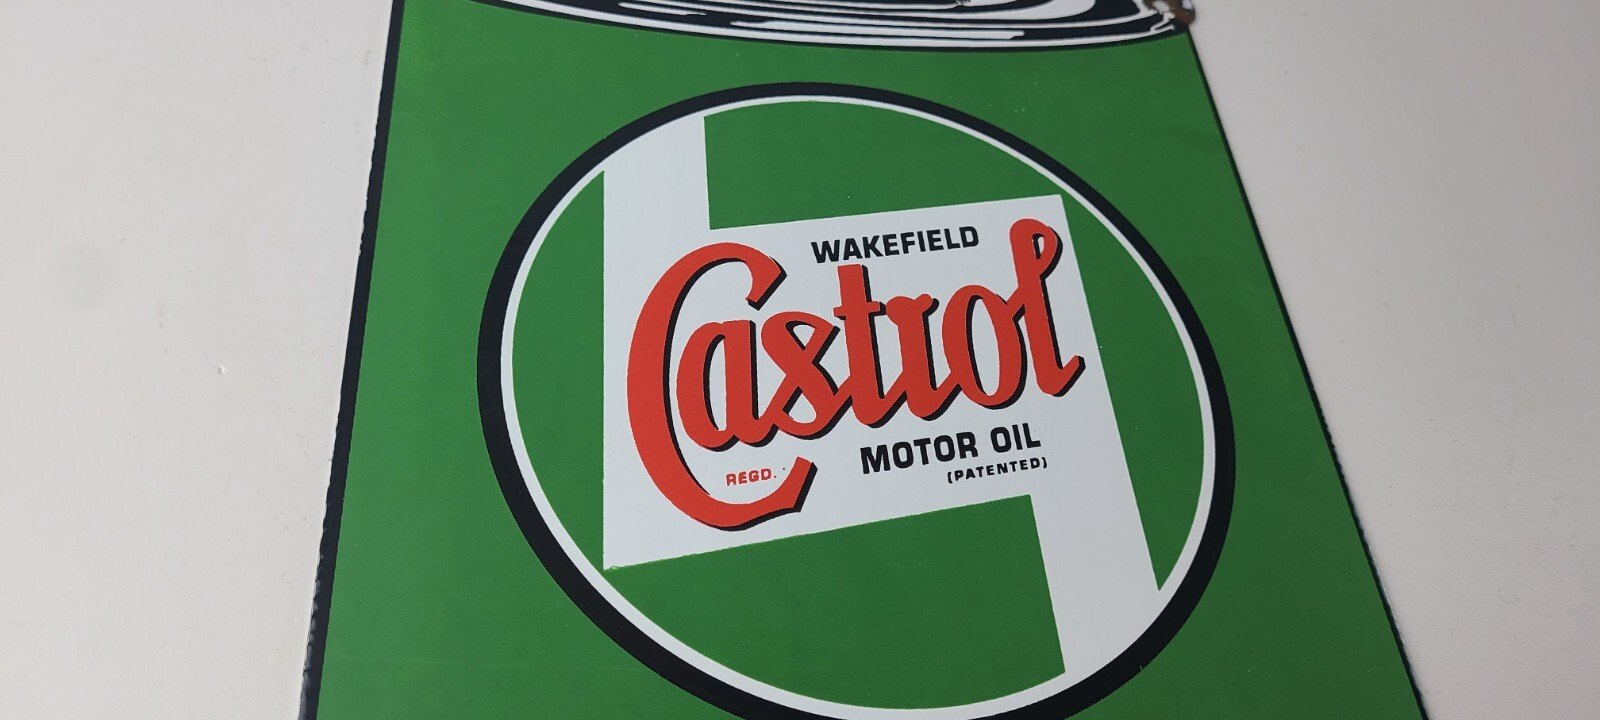 WAKEFIELD
Castrol
MOTOR OIL
REGD.
(PATENTED)